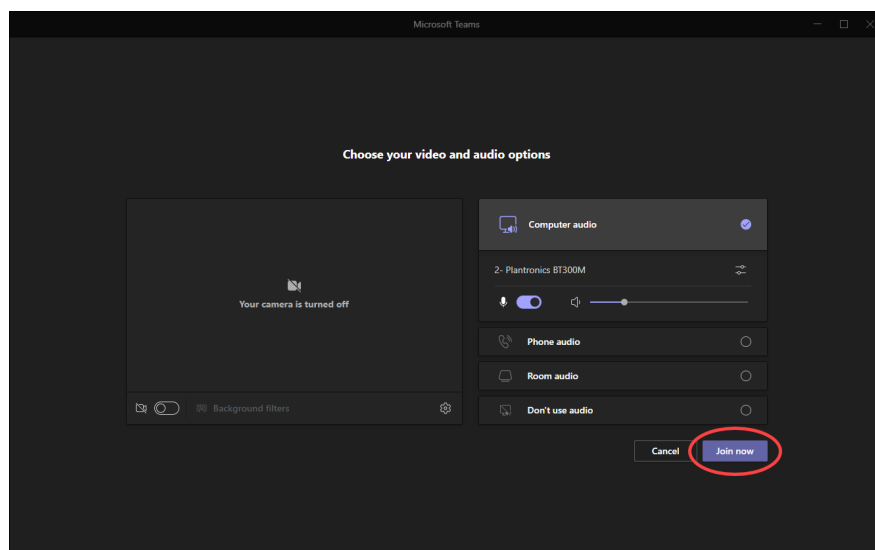 Microsoft Teams
Choose your video and audio options
Your camera is turned off
Background filters
Computer audio
2- Plantronics BT300M
Phone audio
Room audio
Don't use audio
Cancel
Join now